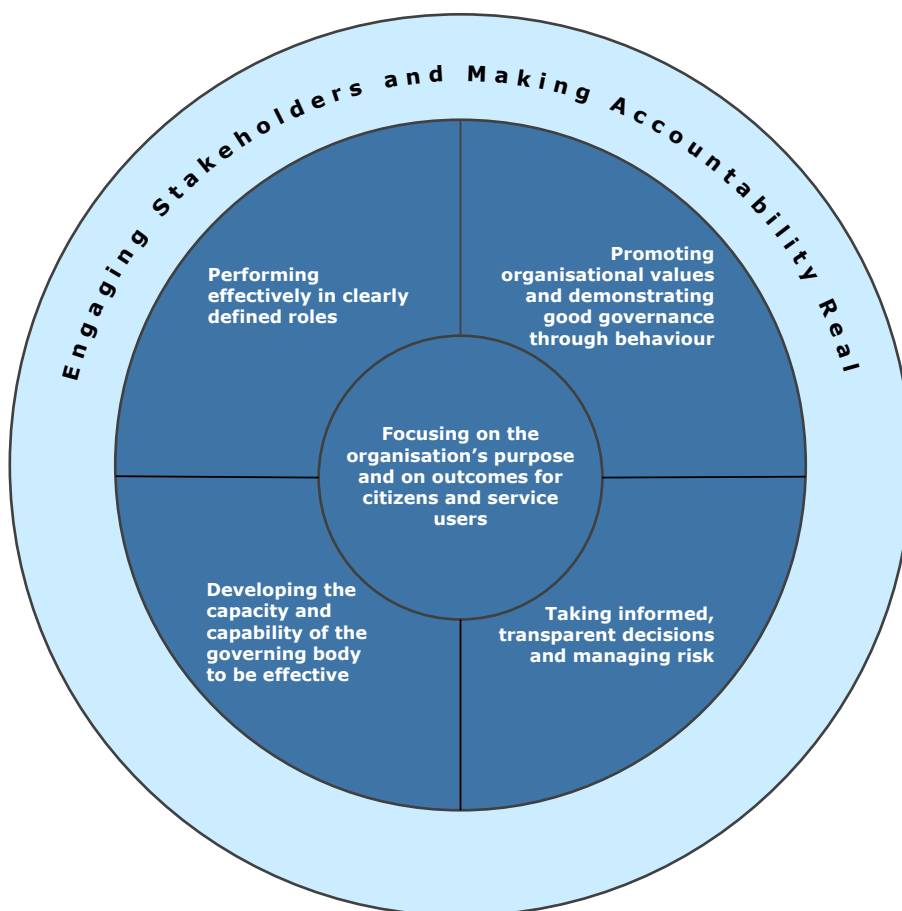 Engaging Stakeholders and Making Accountability Real
Performing
effectively in clearly
defined roles
Promoting
organisational values
and demonstrating
good governance
through behaviour
Focusing on the
organisation’s purpose
and on outcomes for
citizens and service
users
Developing the
capacity and
capability of the
governing body
to be effective
Taking informed,
transparent decisions
and managing risk